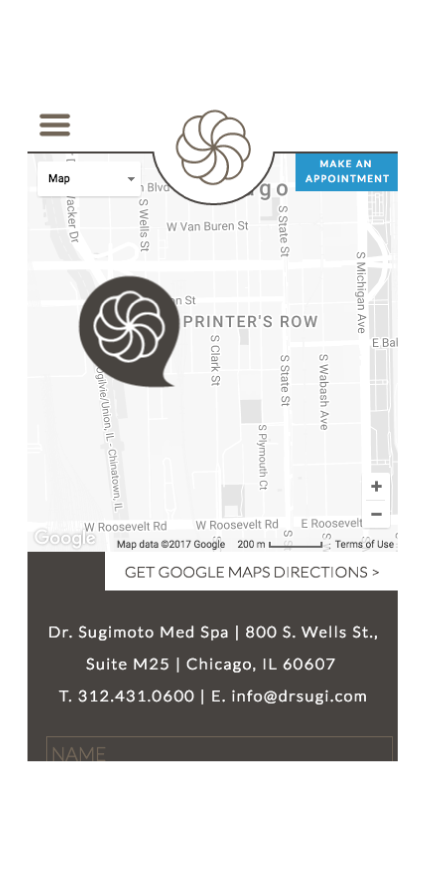 MAKE AN
APPOINTMENT
Map
Blvd
go
Wacker Dr
S Wells St
W Van Buren St
S State St
S Michigan Ave
n St
PRINTER'S ROW
E Bal
S Clark St
S State St
S Wabash Ave
Ogilvie/Union, IL - Chinatown, IL
S Plymouth Ct
+
−
W Roosevelt Rd
W Roosevelt Rd
E Roosevelt
Google
Map data ©2017 Google
200 m
Terms of Use
GET GOOGLE MAPS DIRECTIONS >
Dr. Sugimoto Med Spa | 800 S. Wells St.,
Suite M25 | Chicago, IL 60607
T. 312.431.0600 | E. info@drsugi.com
NAME